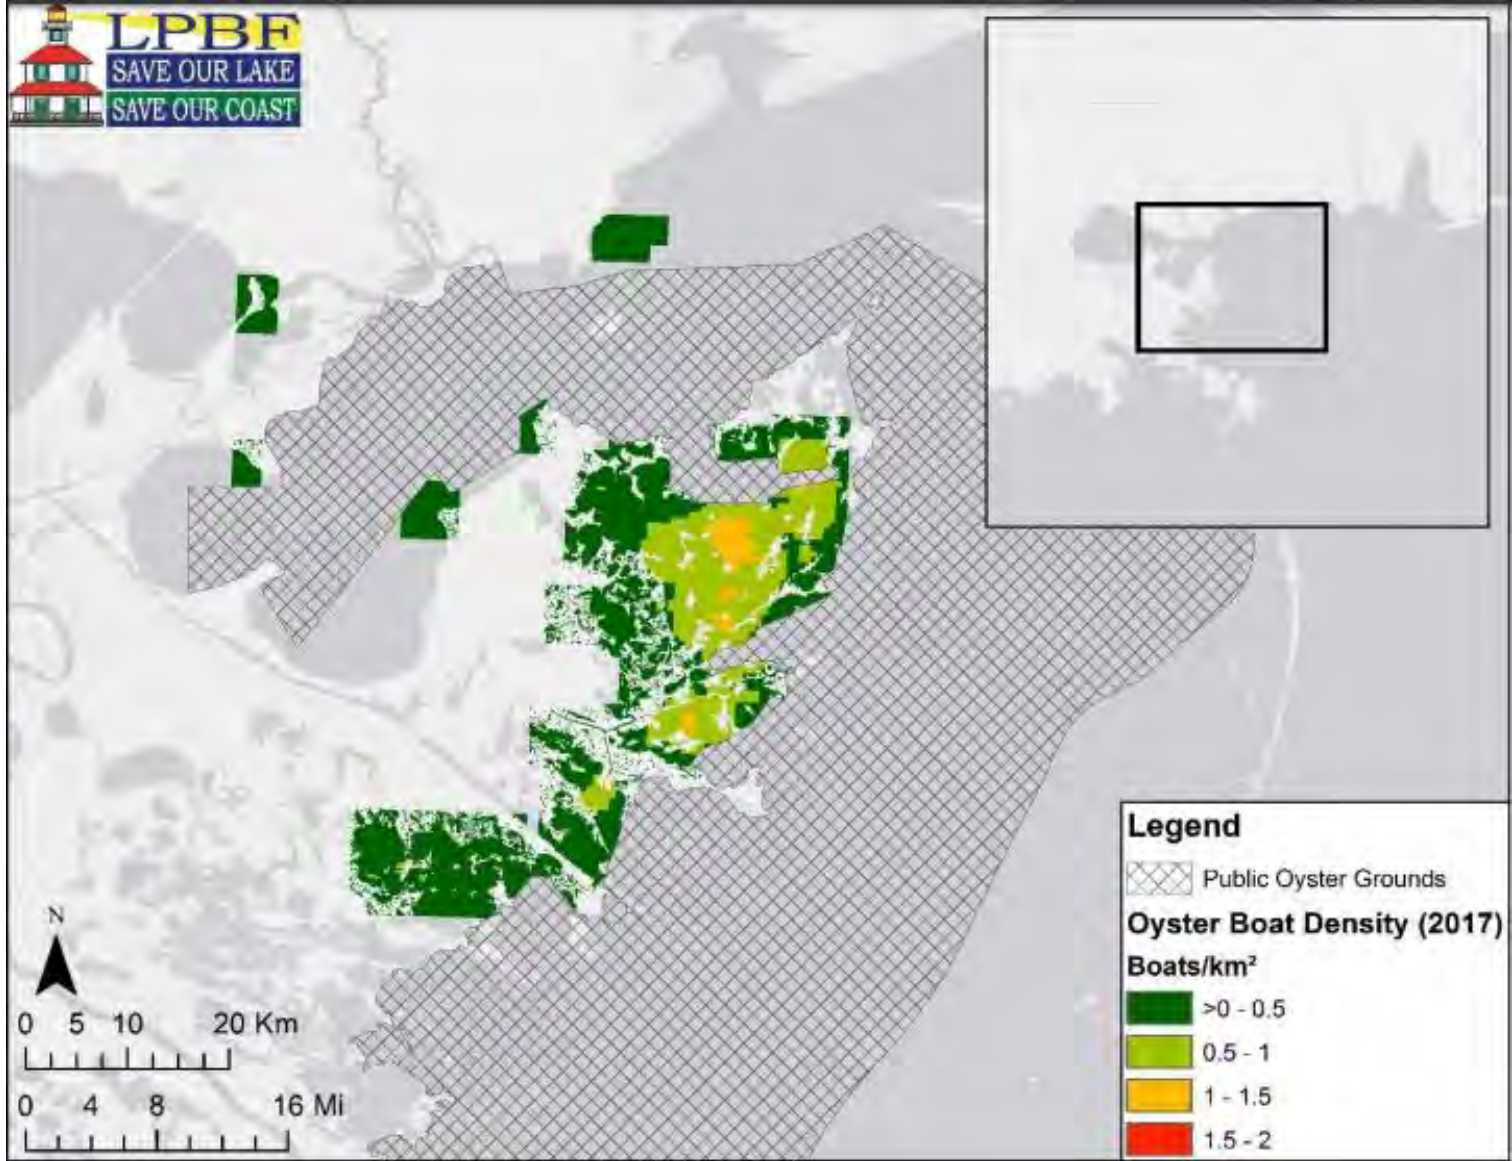 LPBF
SAVE OUR LAKE
SAVE OUR COAST
N
0 5 10 20 Km
0 4 8 16 Mi
Legend
Public Oyster Grounds
Oyster Boat Density (2017)
Boats/km²
>0 - 0.5
0.5 - 1
1 - 1.5
1.5 - 2